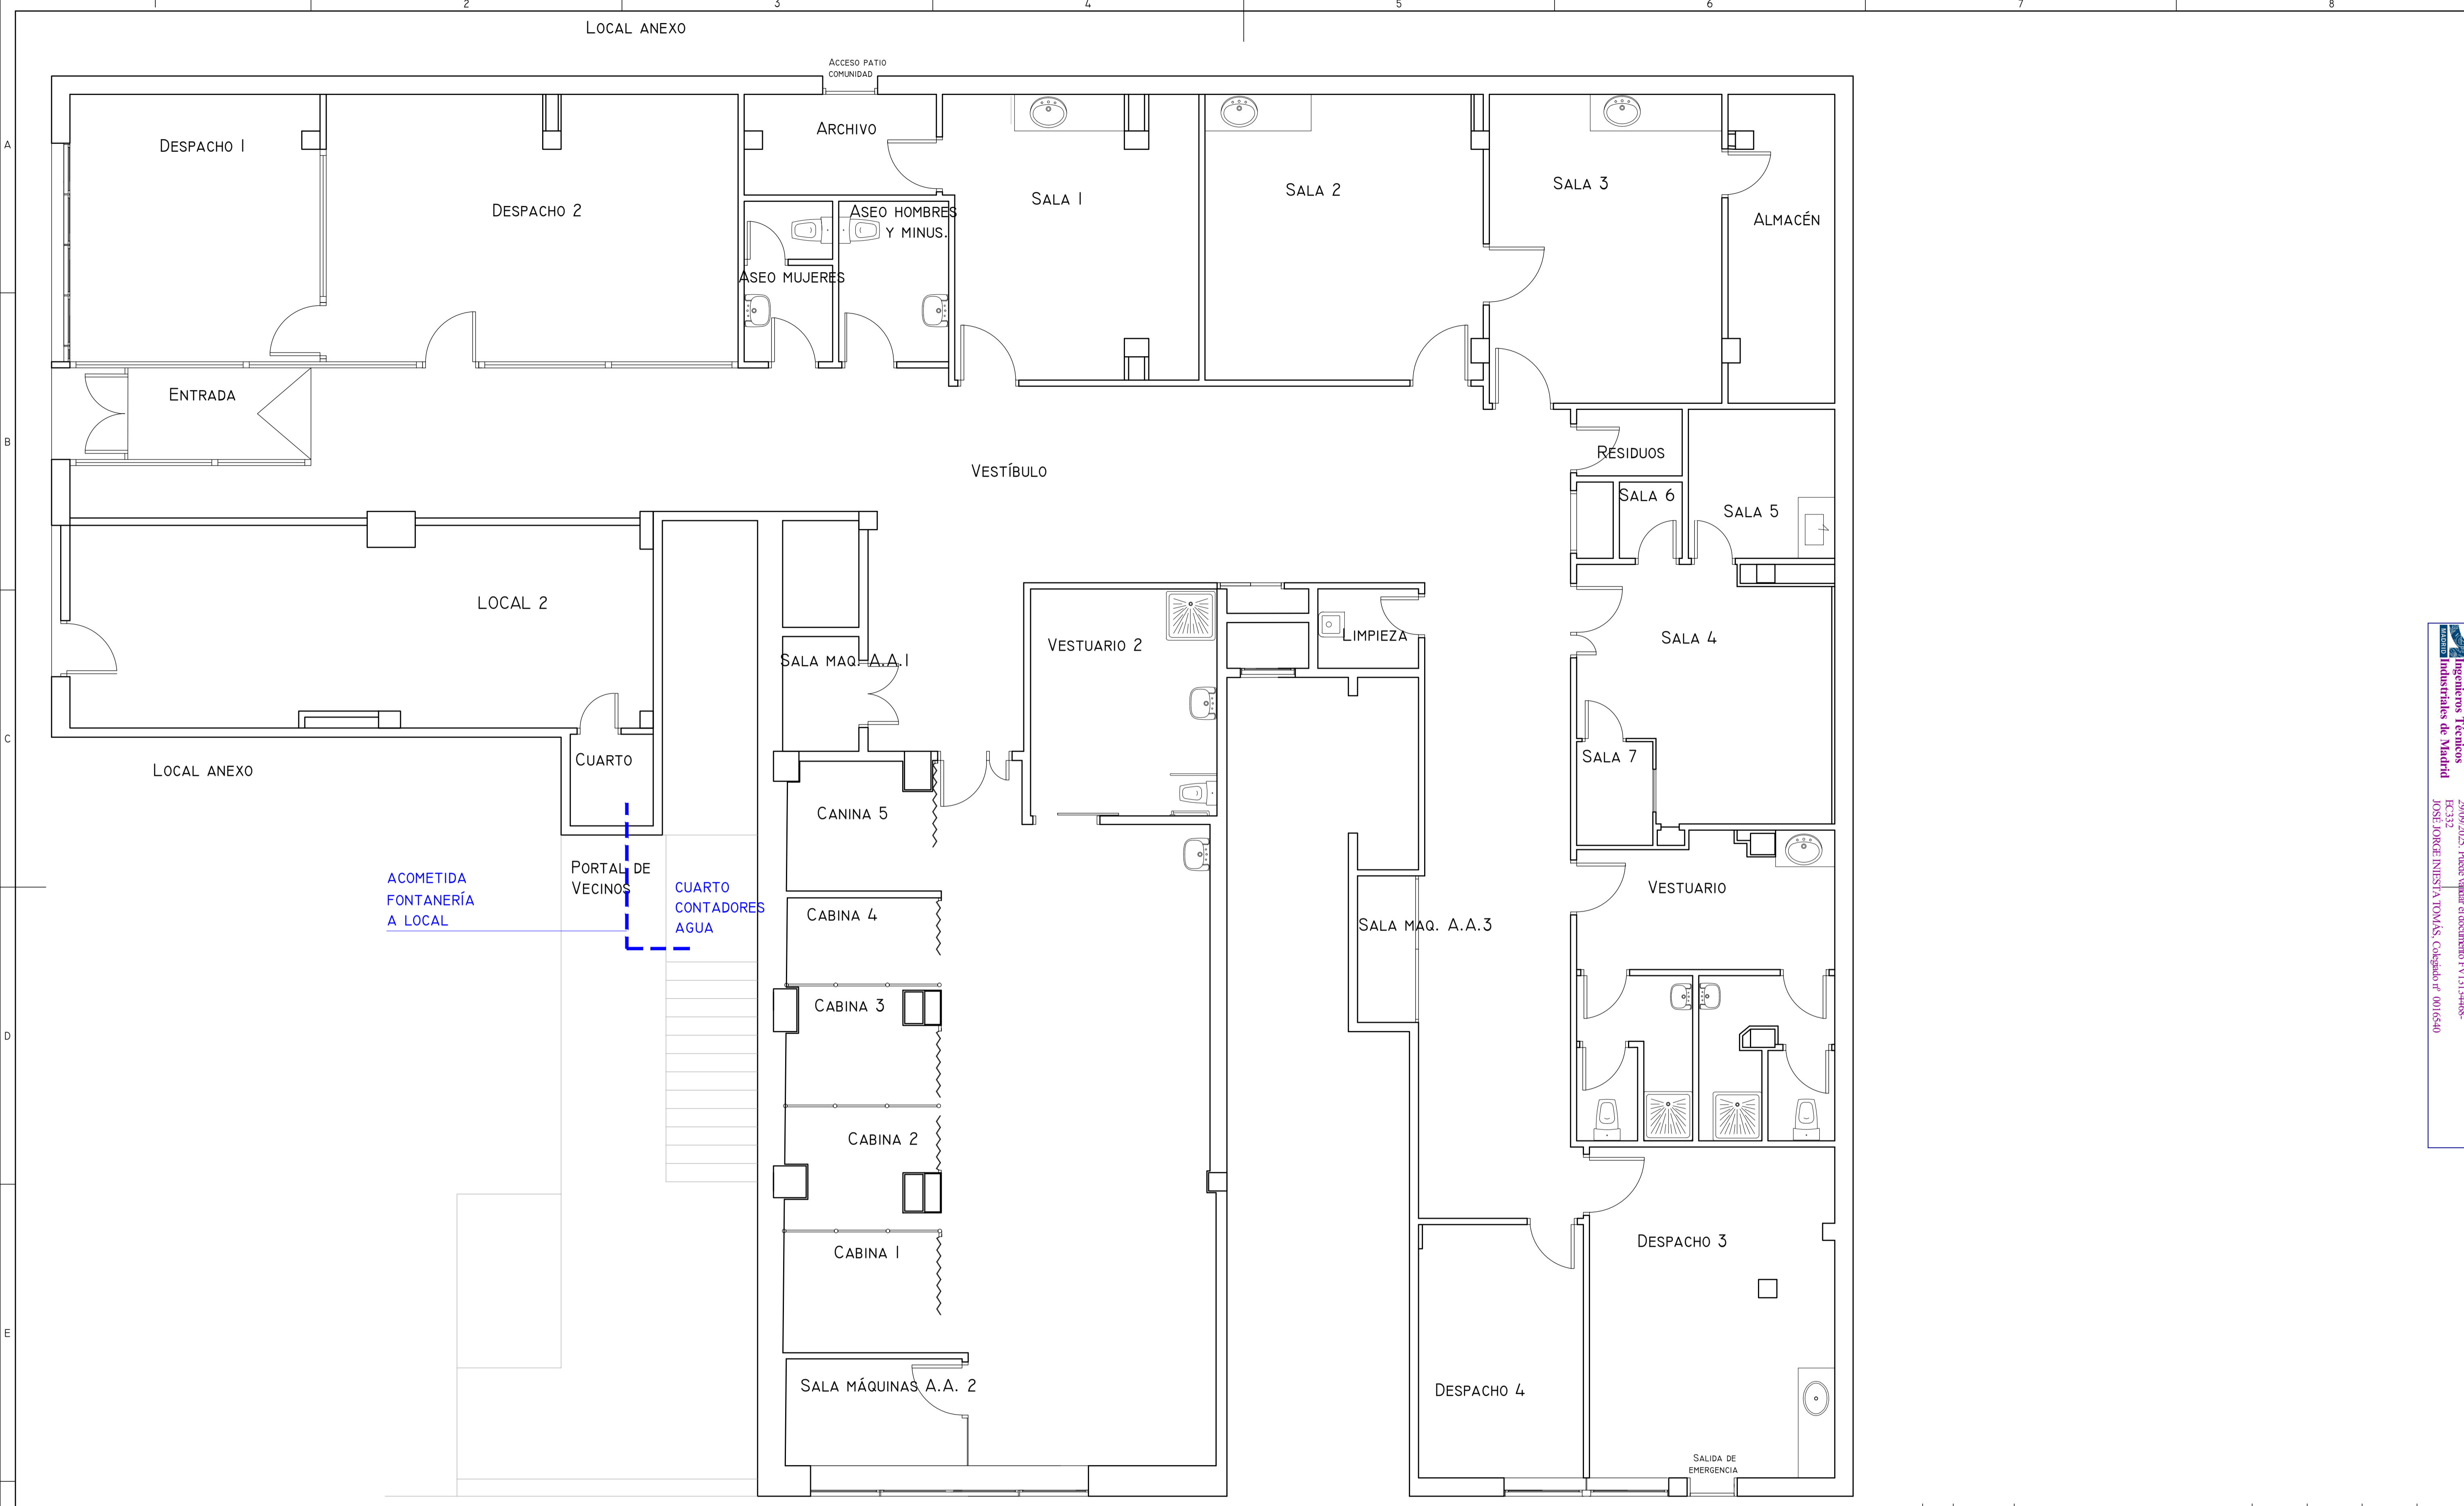 1 2 3 4 5 6 7 8
LOCAL ANEXO
ACCESO PATIO
COMUNIDAD
A
DESPACHO 1
ARCHIVO
DESPACHO 2
ASEO HOMBRES
Y MINUS.
ASEO MUJERES
SALA 1
SALA 2
SALA 3
ALMACÉN
ENTRADA
B
VESTÍBULO
RESIDUOS
SALA 6
SALA 5
LOCAL 2
SALA MAQ. A.A.1
VESTUARIO 2
LIMPIEZA
SALA 4
C
CUARTO
LOCAL ANEXO
SALA 7
CANINA 5
ACOMETIDA
FONTANERÍA
A LOCAL
PORTAL DE
VECINOS
CUARTO
CONTADORES
AGUA
CABINA 4
VESTUARIO
SALA MAQ. A.A.3
CABINA 3
D
CABINA 2
CABINA 1
DESPACHO 3
E
SALA MÁQUINAS A.A. 2
DESPACHO 4
SALIDA DE
EMERGENCIA
MADRID
Ingenieros Técnicos
Industriales de Madrid
EC332
JOSÉ JORGE INIESTA TOMÁS, Colegiado nº 0016540